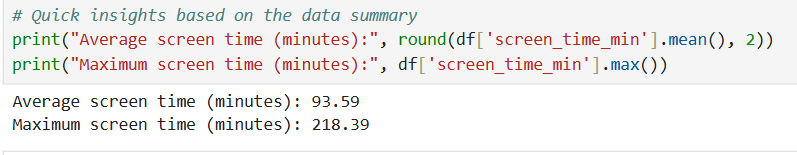 # Quick insights based on the data summary
print("Average screen time (minutes):", round(df['screen_time_min'].mean(), 2))
print("Maximum screen time (minutes):", df['screen_time_min'].max())
Average screen time (minutes): 93.59
Maximum screen time (minutes): 218.39